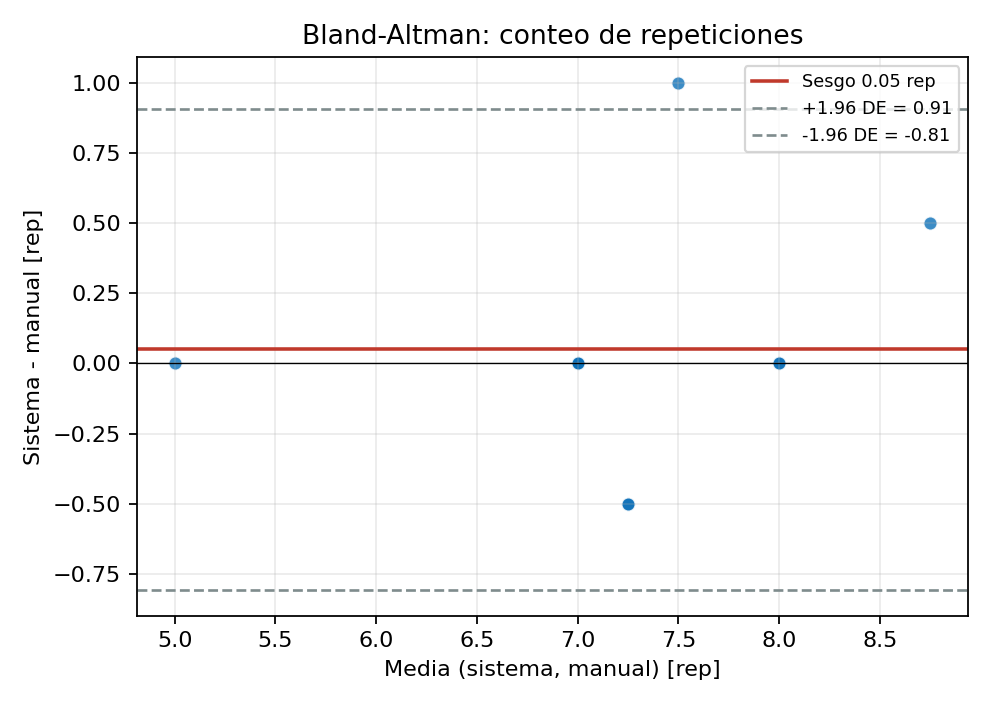 Bland-Altman: conteo de repeticiones
Sesgo 0.05 rep
+1.96 DE = 0.91
-1.96 DE = -0.81
1.00
0.75
0.50
0.25
0.00
−0.25
−0.50
−0.75
Sistema - manual [rep]
5.0 5.5 6.0 6.5 7.0 7.5 8.0 8.5
Media (sistema, manual) [rep]